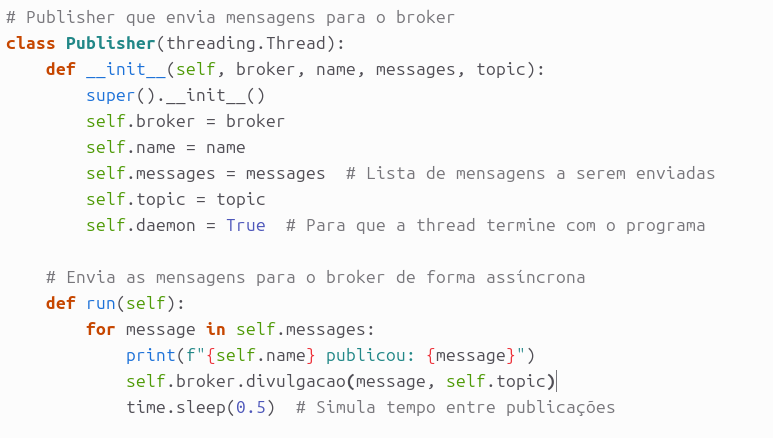 # Publisher que envia mensagens para o broker
class Publisher(threading.Thread):
    def __init__(self, broker, name, messages, topic):
        super().__init__()
        self.broker = broker
        self.name = name
        self.messages = messages  # Lista de mensagens a serem enviadas
        self.topic = topic
        self.daemon = True  # Para que a thread termine com o programa

    # Envia as mensagens para o broker de forma assíncrona
    def run(self):
        for message in self.messages:
            print(f"{self.name} publicou: {message}")
            self.broker.divulgacao(message, self.topic)
            time.sleep(0.5)  # Simula tempo entre publicações